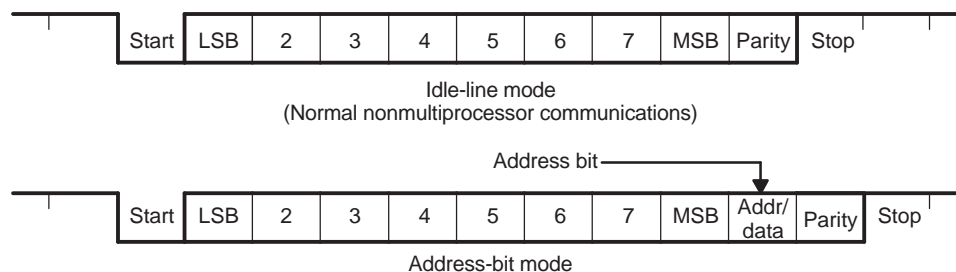 Start LSB 2 3 4 5 6 7 MSB Parity Stop
Idle-line mode
(Normal nonmultiprocessor communications)
Address bit
Start LSB 2 3 4 5 6 7 MSB Addr/
data Parity Stop
Address-bit mode